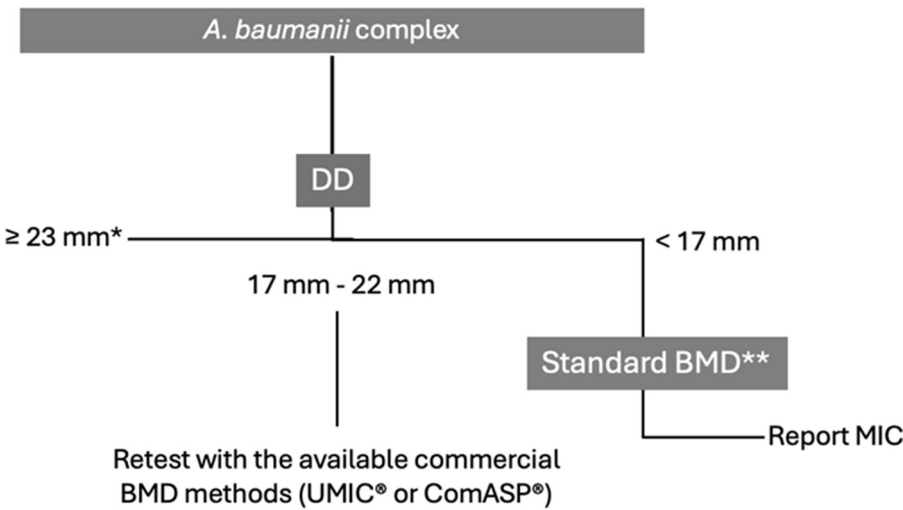 A. baumanii complex
DD
≥ 23 mm*
< 17 mm
17 mm - 22 mm
Standard BMD**
Report MIC
Retest with the available commercial
BMD methods (UMIC® or ComASP®)